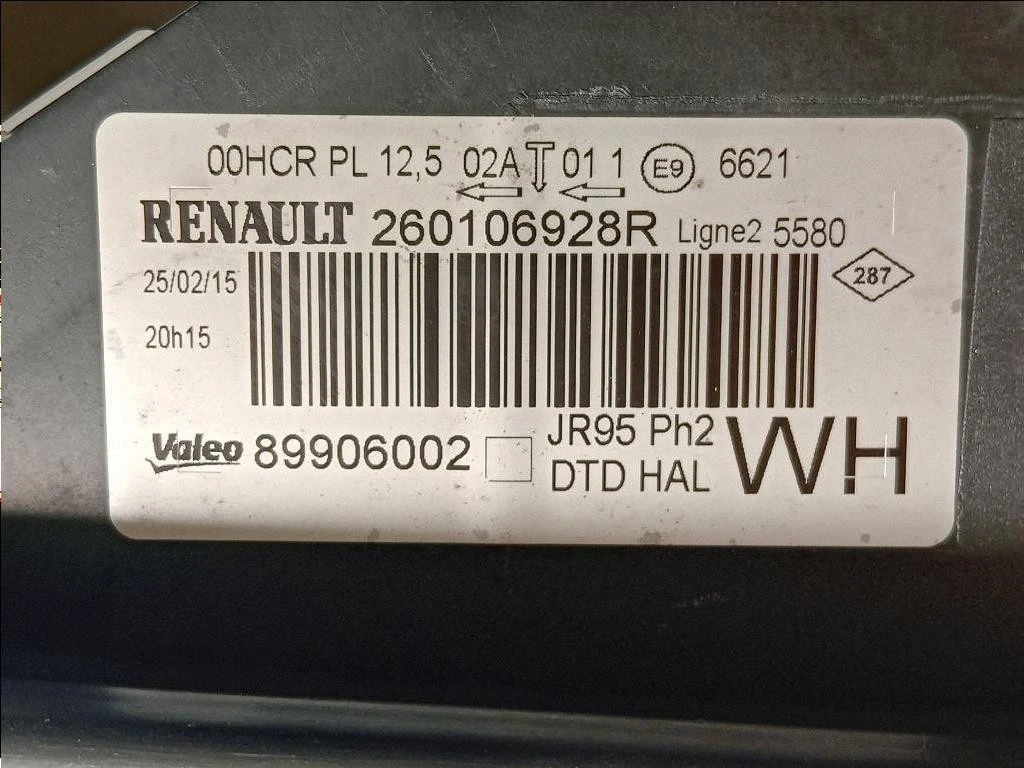 00HCR PL 12,5 02A 01 1 E9 6621
RENAULT 260106928R Ligne2 5580
25/02/15
287
20h15
Valeo 89906002 JR95 Ph2 WH
DTD HAL